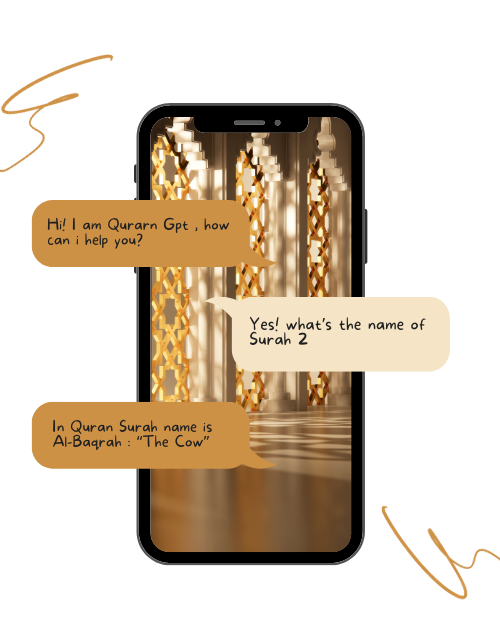 Hi! I am Qurarn Gpt , how
can i help you?
Yes! what's the name of
Surah 2
In Quran Surah name is
Al-Baqrah : "The Cow"